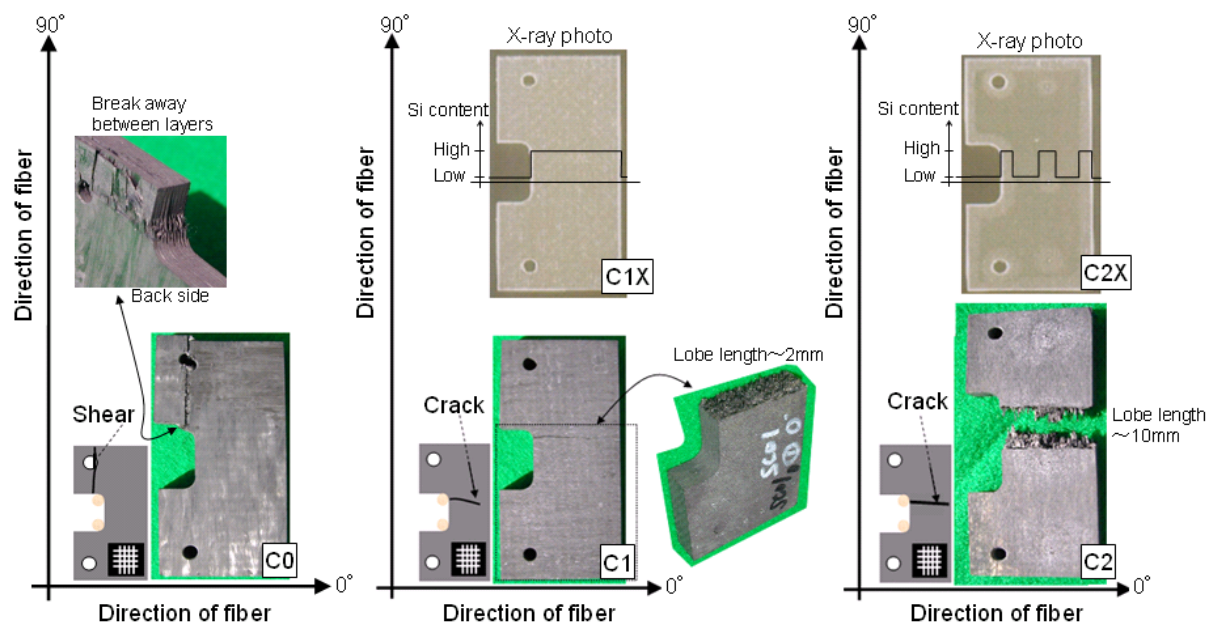 90°
Break away
between layers
Direction of fiber
Back side
Shear
C0
0°
Direction of fiber
90°
X-ray photo
Si content
High
Low
Direction of fiber
C1X
Lobe length～2mm
Crack
C1
0°
Direction of fiber
90°
X-ray photo
Si content
High
Low
Direction of fiber
C2X
Lobe length
～10mm
Crack
C2
0°
Direction of fiber